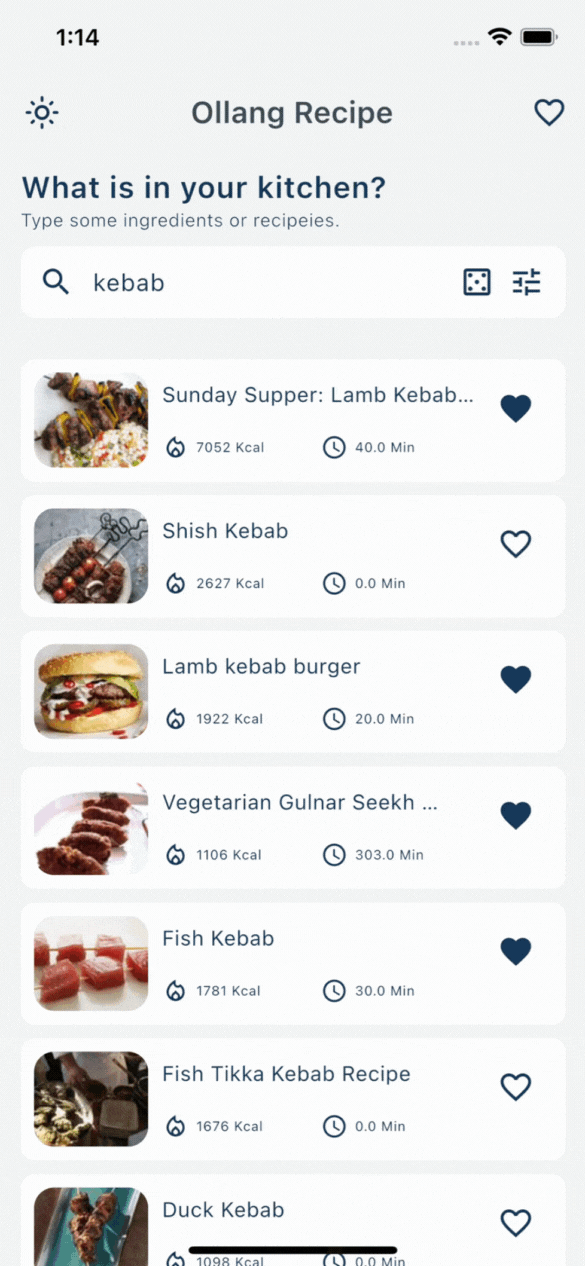 1:14
Ollang Recipe
What is in your kitchen?
Type some ingredients or recipeies.
kebab
Sunday Supper: Lamb Kebab...
7052 Kcal 40.0 Min
Shish Kebab
2627 Kcal 0.0 Min
Lamb kebab burger
1922 Kcal 20.0 Min
Vegetarian Gulnar Seekh ...
1106 Kcal 303.0 Min
Fish Kebab
1781 Kcal 30.0 Min
Fish Tikka Kebab Recipe
1676 Kcal 0.0 Min
Duck Kebab
1098 Kcal 0.0 Min